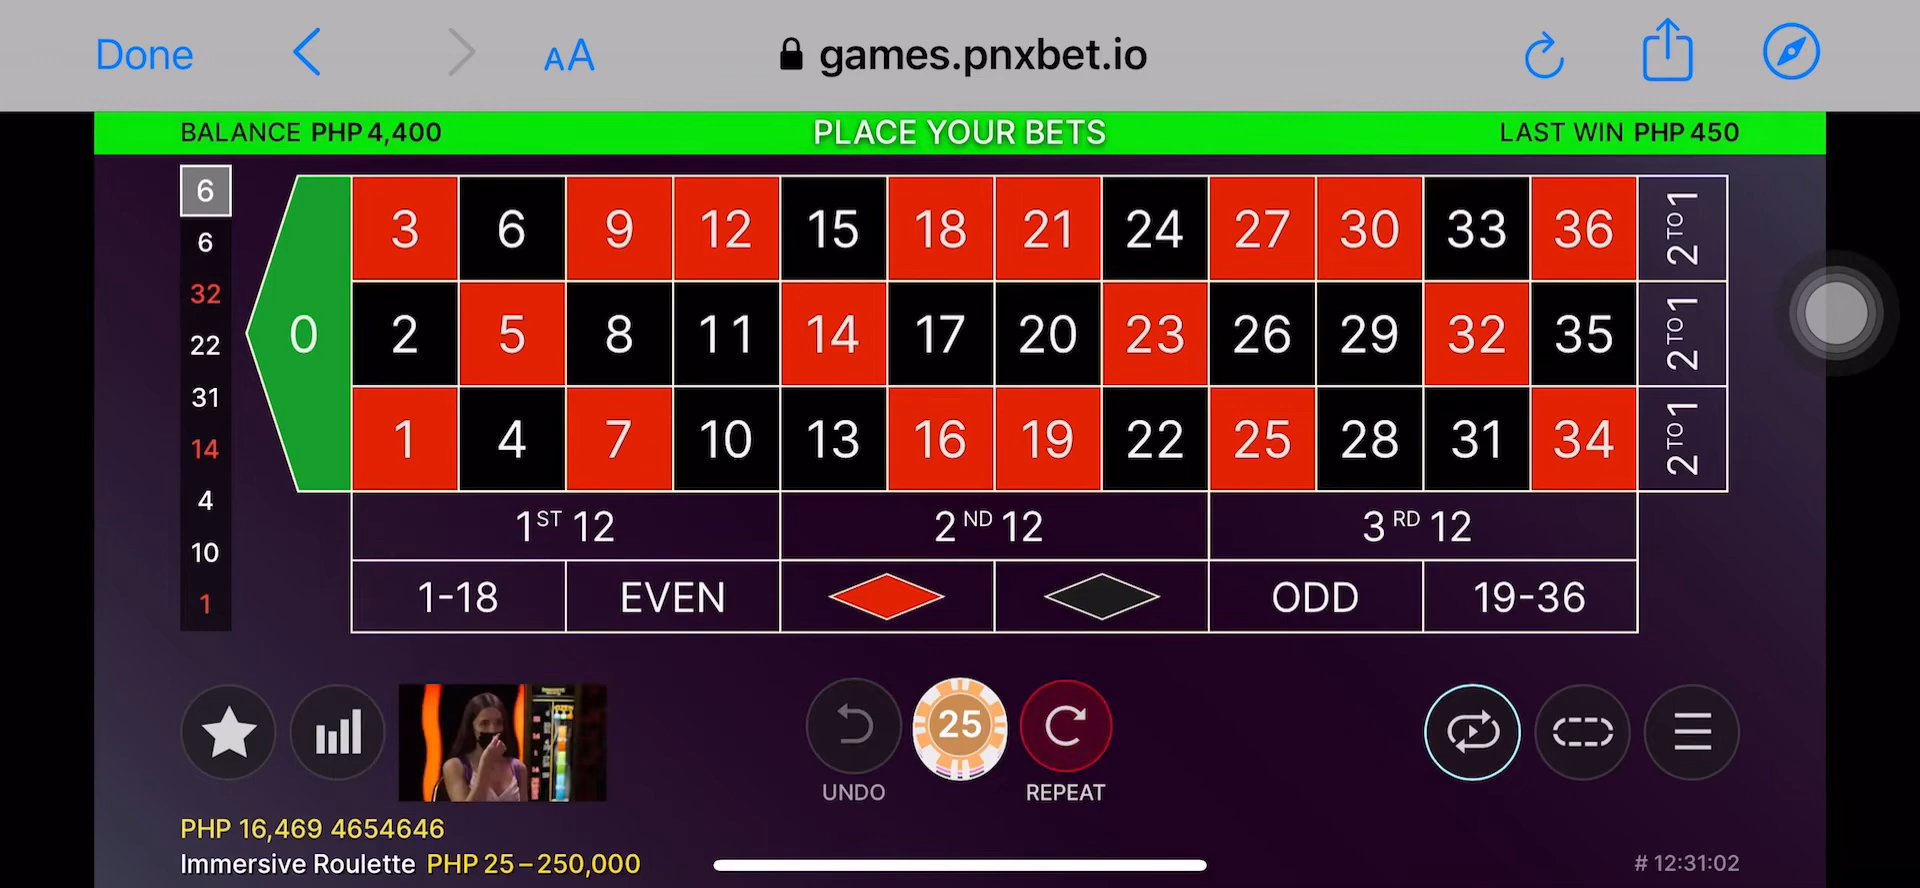 Done
AA
games.pnxbet.io
BALANCE PHP 4,400
PLACE YOUR BETS
LAST WIN PHP 450
6
6
32
22
31
14
4
10
1
0
3 6 9 12 15 18 21 24 27 30 33 36 2 TO 1
2 5 8 11 14 17 20 23 26 29 32 35 2 TO 1
1 4 7 10 13 16 19 22 25 28 31 34 2 TO 1
1ST 12 2ND 12 3RD 12
1-18 EVEN ODD 19-36
25
UNDO
REPEAT
PHP 16,469 4654646
Immersive Roulette PHP 25 – 250,000
# 12:31:02